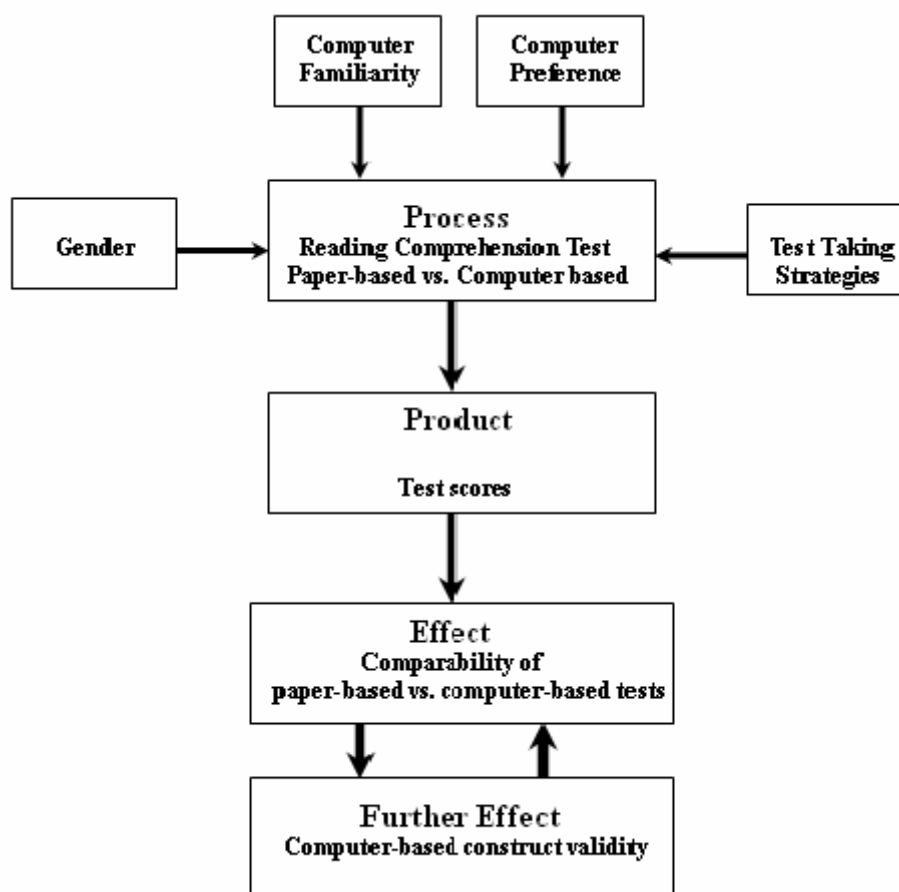 Computer
Familiarity
Computer
Preference
Gender
Process
Reading Comprehension Test
Paper-based vs. Computer based
Test Taking
Strategies
Product
Test scores
Effect
Comparability of
paper-based vs. computer-based tests
Further Effect
Computer-based construct validity